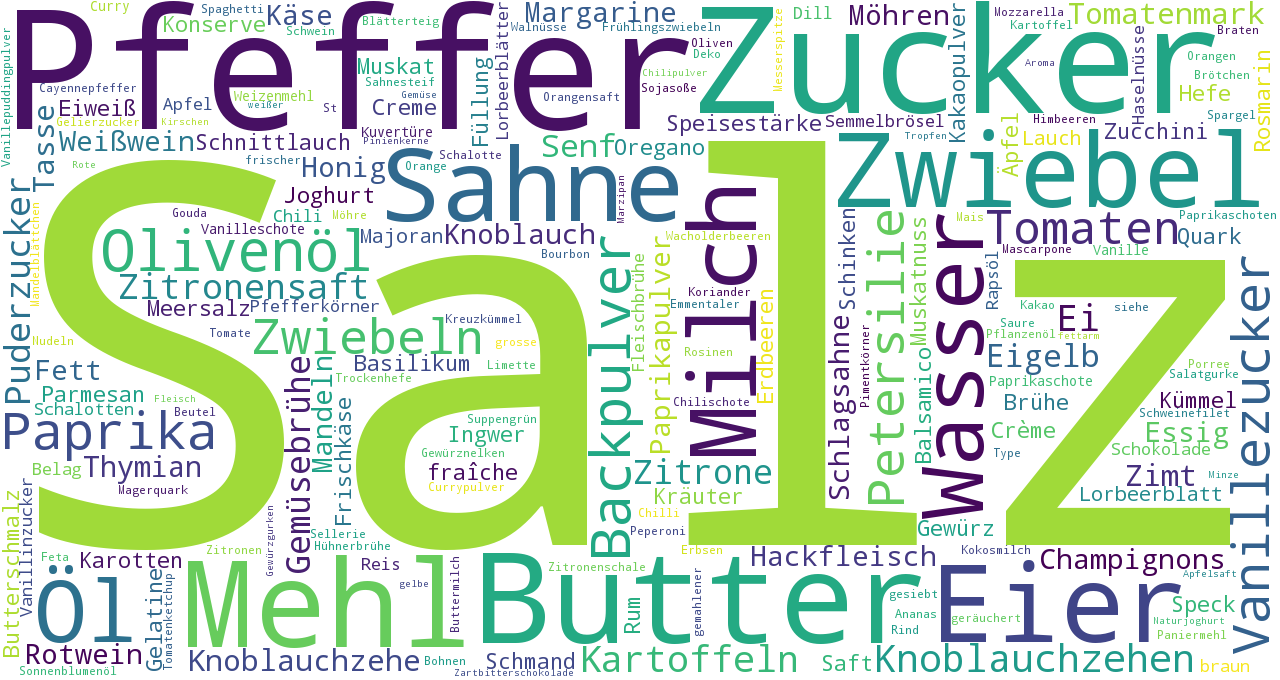 Pfeffer
Zucker
Salz
Curry
Spaghetti
Schwein
Blätterteig
Margarine
Walnüsse
Frühlingszwiebeln
Dill
Möhren
Mozzarella
Kartoffel
Tomatenmark
Braten
Konserve
Käse
Lorbeerblätter
Oliven
Deko
Chilipulver
Sojasoße
Messerspitze
Kakaopulver
Aroma
Haselnüsse
Orangen
Brötchen
Hefe
Rosmarin
Vanillepuddingpulver
Cayennepfeffer
Eiweiß
Gelierzucker
Kirschen
Apfel
Weizenmehl
weißer
St
Muskat
Sahnesteif
Gemüse
Creme
Füllung
Orangensaft
Speisestärke
Semmelbrösel
Tropfen
Himbeeren
Lauch
Zucchini
Spargel
Tasse
Weißwein
Schnittlauch
Kuvertüre
Pinienkerne
Schalotte
Orange
Senf
Oregano
Äpfel
Zwiebel
Rote
frischer
Honig
Joghurt
Sahne
Marzipan
Milch
Puderzucker
Mandelblättchen
Gouda
Vanilleschote
Chili
Möhre
Majoran
Knoblauch
Bourbon
Wacholderbeeren
Schinken
Petersilie
Muskatnuss
Wasser
Mais
Tomaten
Mascarpone
Paprikaschoten
Quark
Vanille
Olivenöl
Zitronensaft
Meersalz
Pfefferkörner
Tomate
Zwiebeln
Kreuzkümmel
grosse
Backpulver
Fleischbrühe
Paprikapulver
Emmentaler
Koriander
Erdbeeren
Rapsöl
Kakao
siehe
Saure
Pflanzenöl
fettarm
Ei
Nudeln
Fett
Parmesan
Fleisch
Schalotten
Beutel
Paprika
Gemüsebrühe
Mandeln
Basilikum
Trockenhefe
Limette
Frischkäse
Rosinen
Chilischote
Schlagsahne
Pimentkörner
Balsamico
Eigelb
Paprikaschote
Brühe
Porree
Salatgurke
Kümmel
Schweinefilet
Vanillezucker
Suppengrün
Ingwer
Gewürznelken
Belag
Thymian
Magerquark
fraîche
Currypulver
Zitrone
Kräuter
Crème
Type
Essig
Schokolade
Zimt
Minze
Lorbeerblatt
Butterschmalz
Vanillinzucker
Gewürzgurken
Sellerie
Hühnerbrühe
Chilli
Peperoni
Gewürz
Feta
Karotten
Zitronen
Reis
gelbe
Buttermilch
Zitronenschale
Erbsen
Hackfleisch
Kokosmilch
Champignons
Apfelsaft
Öl
Gelatine
Tomatenketchup
Mehl
Butter
Rum
gemahlener
gesiebt
Ananas
Rind
Eier
geräuchert
Speck
Naturjoghurt
Paniermehl
Rotwein
Sonnenblumenöl
Knoblauchzehe
Bohnen
Schmand
Zartbitterschokolade
Kartoffeln
Saft
Knoblauchzehen
braun